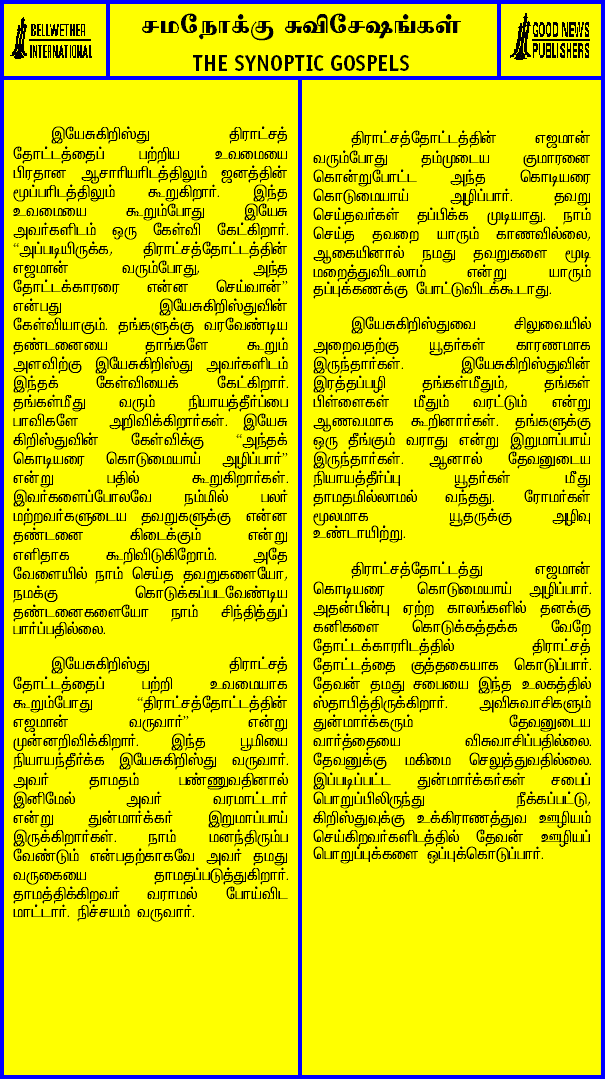 BELLWETHER
INTERNATIONAL
சமநோக்கு சுவிசேஷங்கள்
THE SYNOPTIC GOSPELS
GOOD NEWS
PUBLISHERS
இயேசுகிறிஸ்து திராட்சத்
தோட்டத்தைப் பற்றிய உவமையை
பிரதான ஆசாரியரிடத்திலும் ஜனத்தின்
மூப்பரிடத்திலும் கூறுகிறார். இந்த
உவமையை கூறும்போது இயேசு
அவர்களிடம் ஒரு கேள்வி கேட்கிறார்.
“அப்படியிருக்க, திராட்சத்தோட்டத்தின்
எஜமான் வரும்போது, அந்த
தோட்டக்காரரை என்ன செய்வான்”
என்பது இயேசுகிறிஸ்துவின்
கேள்வியாகும். தங்களுக்கு வரவேண்டிய
தண்டனையை தாங்களே கூறும்
அளவிற்கு இயேசுகிறிஸ்து அவர்களிடம்
இந்தக் கேள்வியைக் கேட்கிறார்.
தங்கள்மீது வரும் நியாயத்தீர்ப்பை
பாவிகளே அறிவிக்கிறார்கள். இயேசு
கிறிஸ்துவின் கேள்விக்கு “அந்தக்
கொடியரை கொடுமையாய் அழிப்பார்”
என்று பதில் கூறுகிறார்கள்.
இவர்களைப்போலவே நம்மில் பலர்
மற்றவர்களுடைய தவறுகளுக்கு என்ன
தண்டனை கிடைக்கும் என்று
எளிதாக கூறிவிடுகிறோம். அதே
வேளையில் நாம் செய்த தவறுகளையோ,
நமக்கு கொடுக்கப்படவேண்டிய
தண்டனைகளையோ நாம் சிந்தித்துப்
பார்ப்பதில்லை.
இயேசுகிறிஸ்து திராட்சத்
தோட்டத்தைப் பற்றி உவமையாக
கூறும்போது “திராட்சத்தோட்டத்தின்
எஜமான் வருவார்” என்று
முன்னறிவிக்கிறார். இந்த பூமியை
நியாயந்தீர்க்க இயேசுகிறிஸ்து வருவார்.
அவர் தாமதம் பண்ணுவதினால்
இனிமேல் அவர் வரமாட்டார்
என்று துன்மார்க்கர் இறுமாப்பாய்
இருக்கிறார்கள். நாம் மனந்திரும்ப
வேண்டும் என்பதற்காகவே அவர் தமது
வருகையை தாமதப்படுத்துகிறார்.
தாமத்திக்கிறவர் வராமல் போய்விட
மாட்டார். நிச்சயம் வருவார்.
திராட்சத்தோட்டத்தின் எஜமான்
வரும்போது தம்முடைய குமாரனை
கொன்றுபோட்ட அந்த கொடியரை
கொடுமையாய் அழிப்பார். தவறு
செய்தவர்கள் தப்பிக்க முடியாது. நாம்
செய்த தவறை யாரும் காணவில்லை,
ஆகையினால் நமது தவறுகளை மூடி
மறைத்துவிடலாம் என்று யாரும்
தப்புக்கணக்கு போட்டுவிடக்கூடாது.
இயேசுகிறிஸ்துவை சிலுவையில்
அறைவதற்கு யூதர்கள் காரணமாக
இருந்தார்கள். இயேசுகிறிஸ்துவின்
இரத்தப்பழி தங்கள்மீதும், தங்கள்
பிள்ளைகள் மீதும் வரட்டும் என்று
ஆணவமாக கூறினார்கள். தங்களுக்கு
ஒரு தீங்கும் வராது என்று இறுமாப்பாய்
இருந்தார்கள். ஆனால் தேவனுடைய
நியாயத்தீர்ப்பு யூதர்கள் மீது
தாமதமில்லாமல் வந்தது. ரோமர்கள்
மூலமாக யூதருக்கு அழிவு
உண்டாயிற்று.
திராட்சத்தோட்டத்து எஜமான்
கொடியரை கொடுமையாய் அழிப்பார்.
அதன்பின்பு ஏற்ற காலங்களில் தனக்கு
கனிகளை கொடுக்கத்தக்க வேறே
தோட்டக்காரரிடத்தில் திராட்சத்
தோட்டத்தை குத்தகையாக கொடுப்பார்.
தேவன் தமது சபையை இந்த உலகத்தில்
ஸ்தாபித்திருக்கிறார். அவிசுவாசிகளும்
துன்மார்க்கரும் தேவனுடைய
வார்த்தையை விசுவாசிப்பதில்லை.
தேவனுக்கு மகிமை செலுத்துவதில்லை.
இப்படிப்பட்ட துன்மார்க்கர்கள் சபைப்
பொறுப்பிலிருந்து நீக்கப்பட்டு,
கிறிஸ்துவுக்கு உக்கிராணத்துவ ஊழியம்
செய்கிறவர்களிடத்தில் தேவன் ஊழியப்
பொறுப்புக்களை ஒப்புக்கொடுப்பார்.